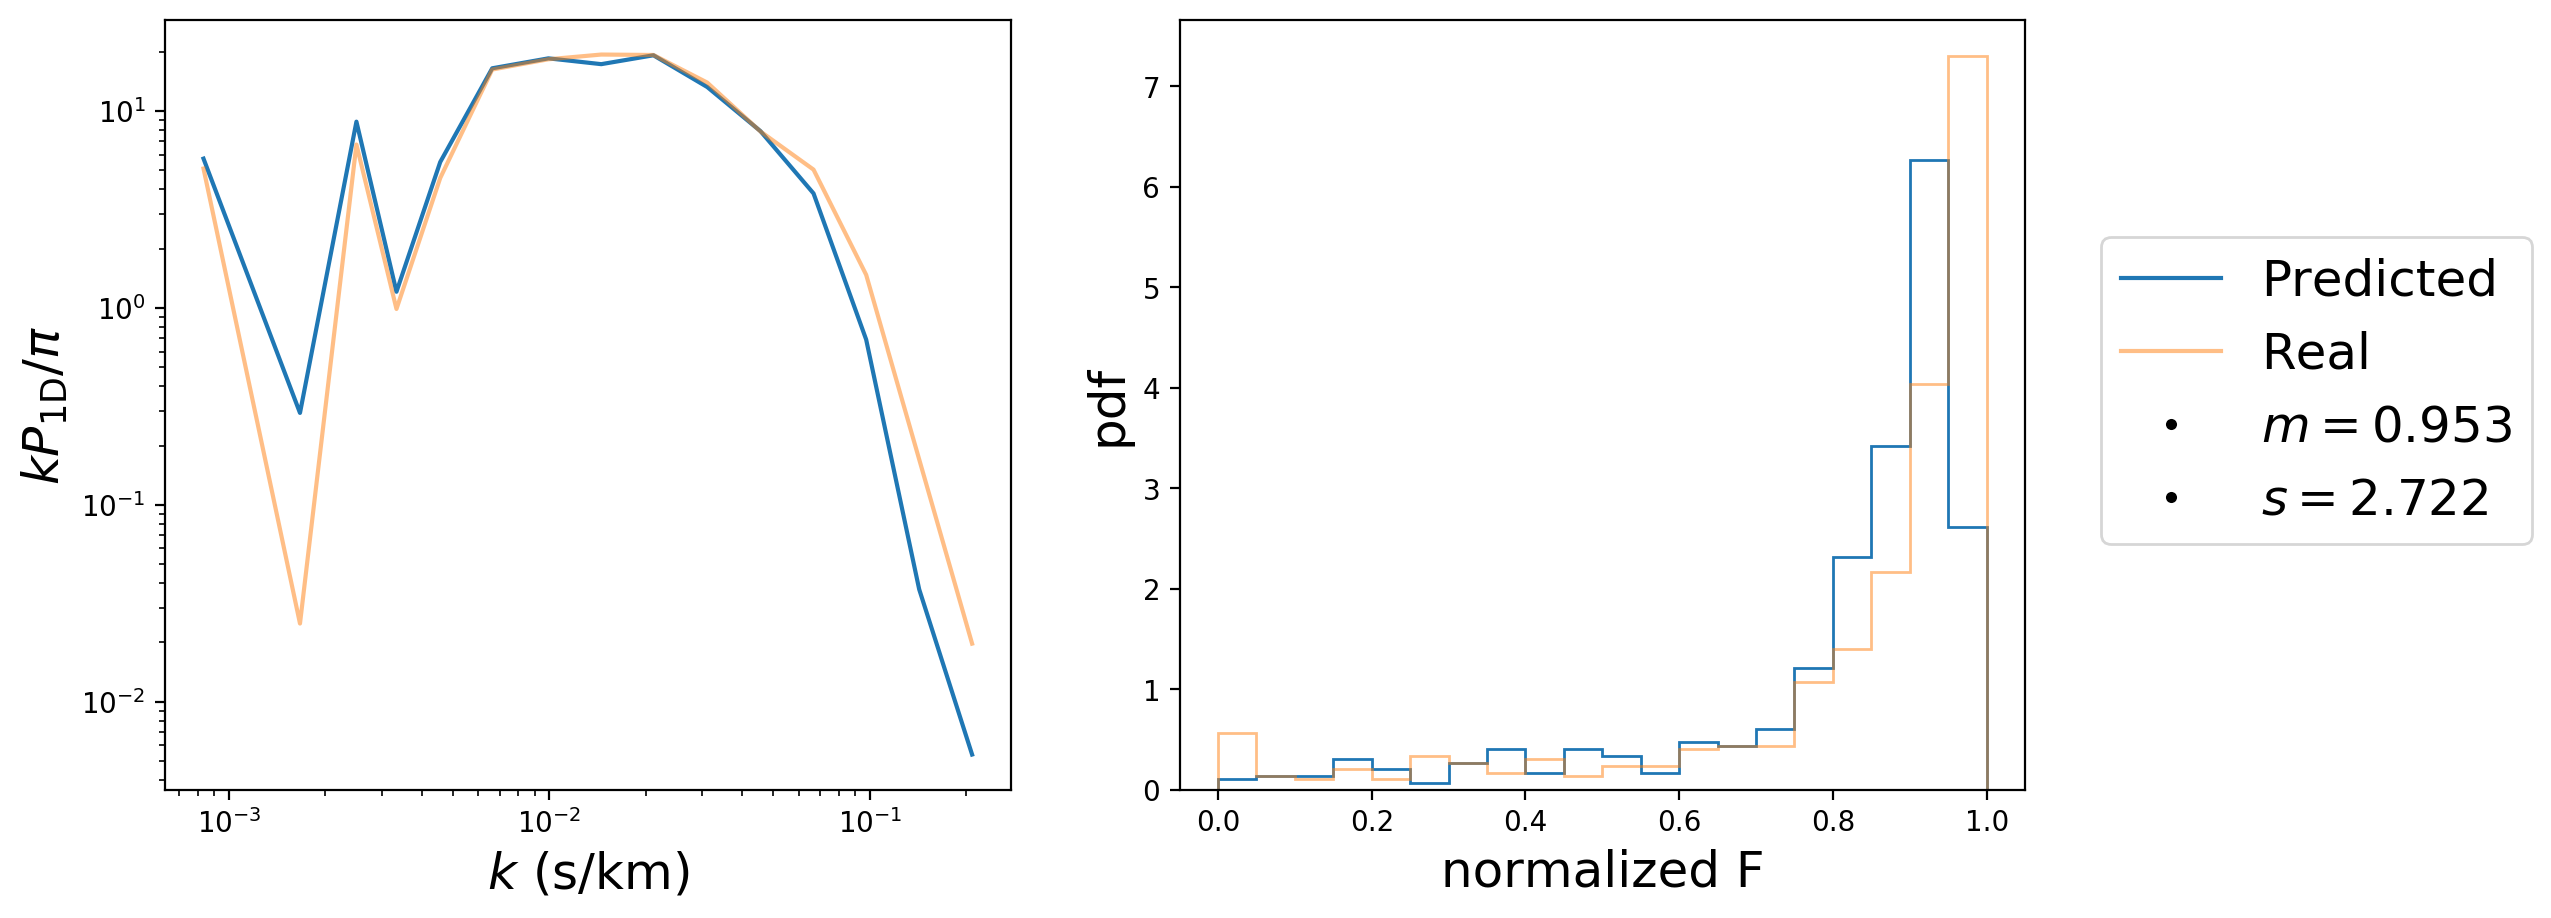 10¹
10⁰
10⁻¹
10⁻²
kP₁D/π
10⁻³
10⁻²
10⁻¹
k (s/km)
7
6
5
4
3
2
1
0
pdf
0.0 0.2 0.4 0.6 0.8 1.0
normalized F
Predicted
Real
m = 0.953
s = 2.722